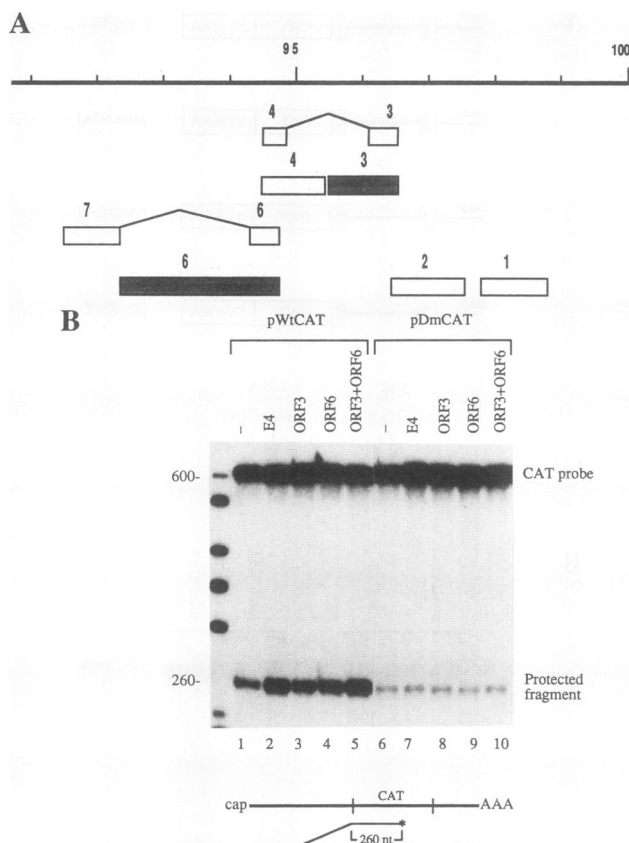 A
95 100
4 3
4 3
7 6
6 2 1
B
pWtCAT pDmCAT
– E4 ORF3 ORF6 ORF3+ORF6 – E4 ORF3 ORF6 ORF3+ORF6
600- CAT probe
260- Protected
fragment
1 2 3 4 5 6 7 8 9 10
CAT
cap AAA
*
260 nt